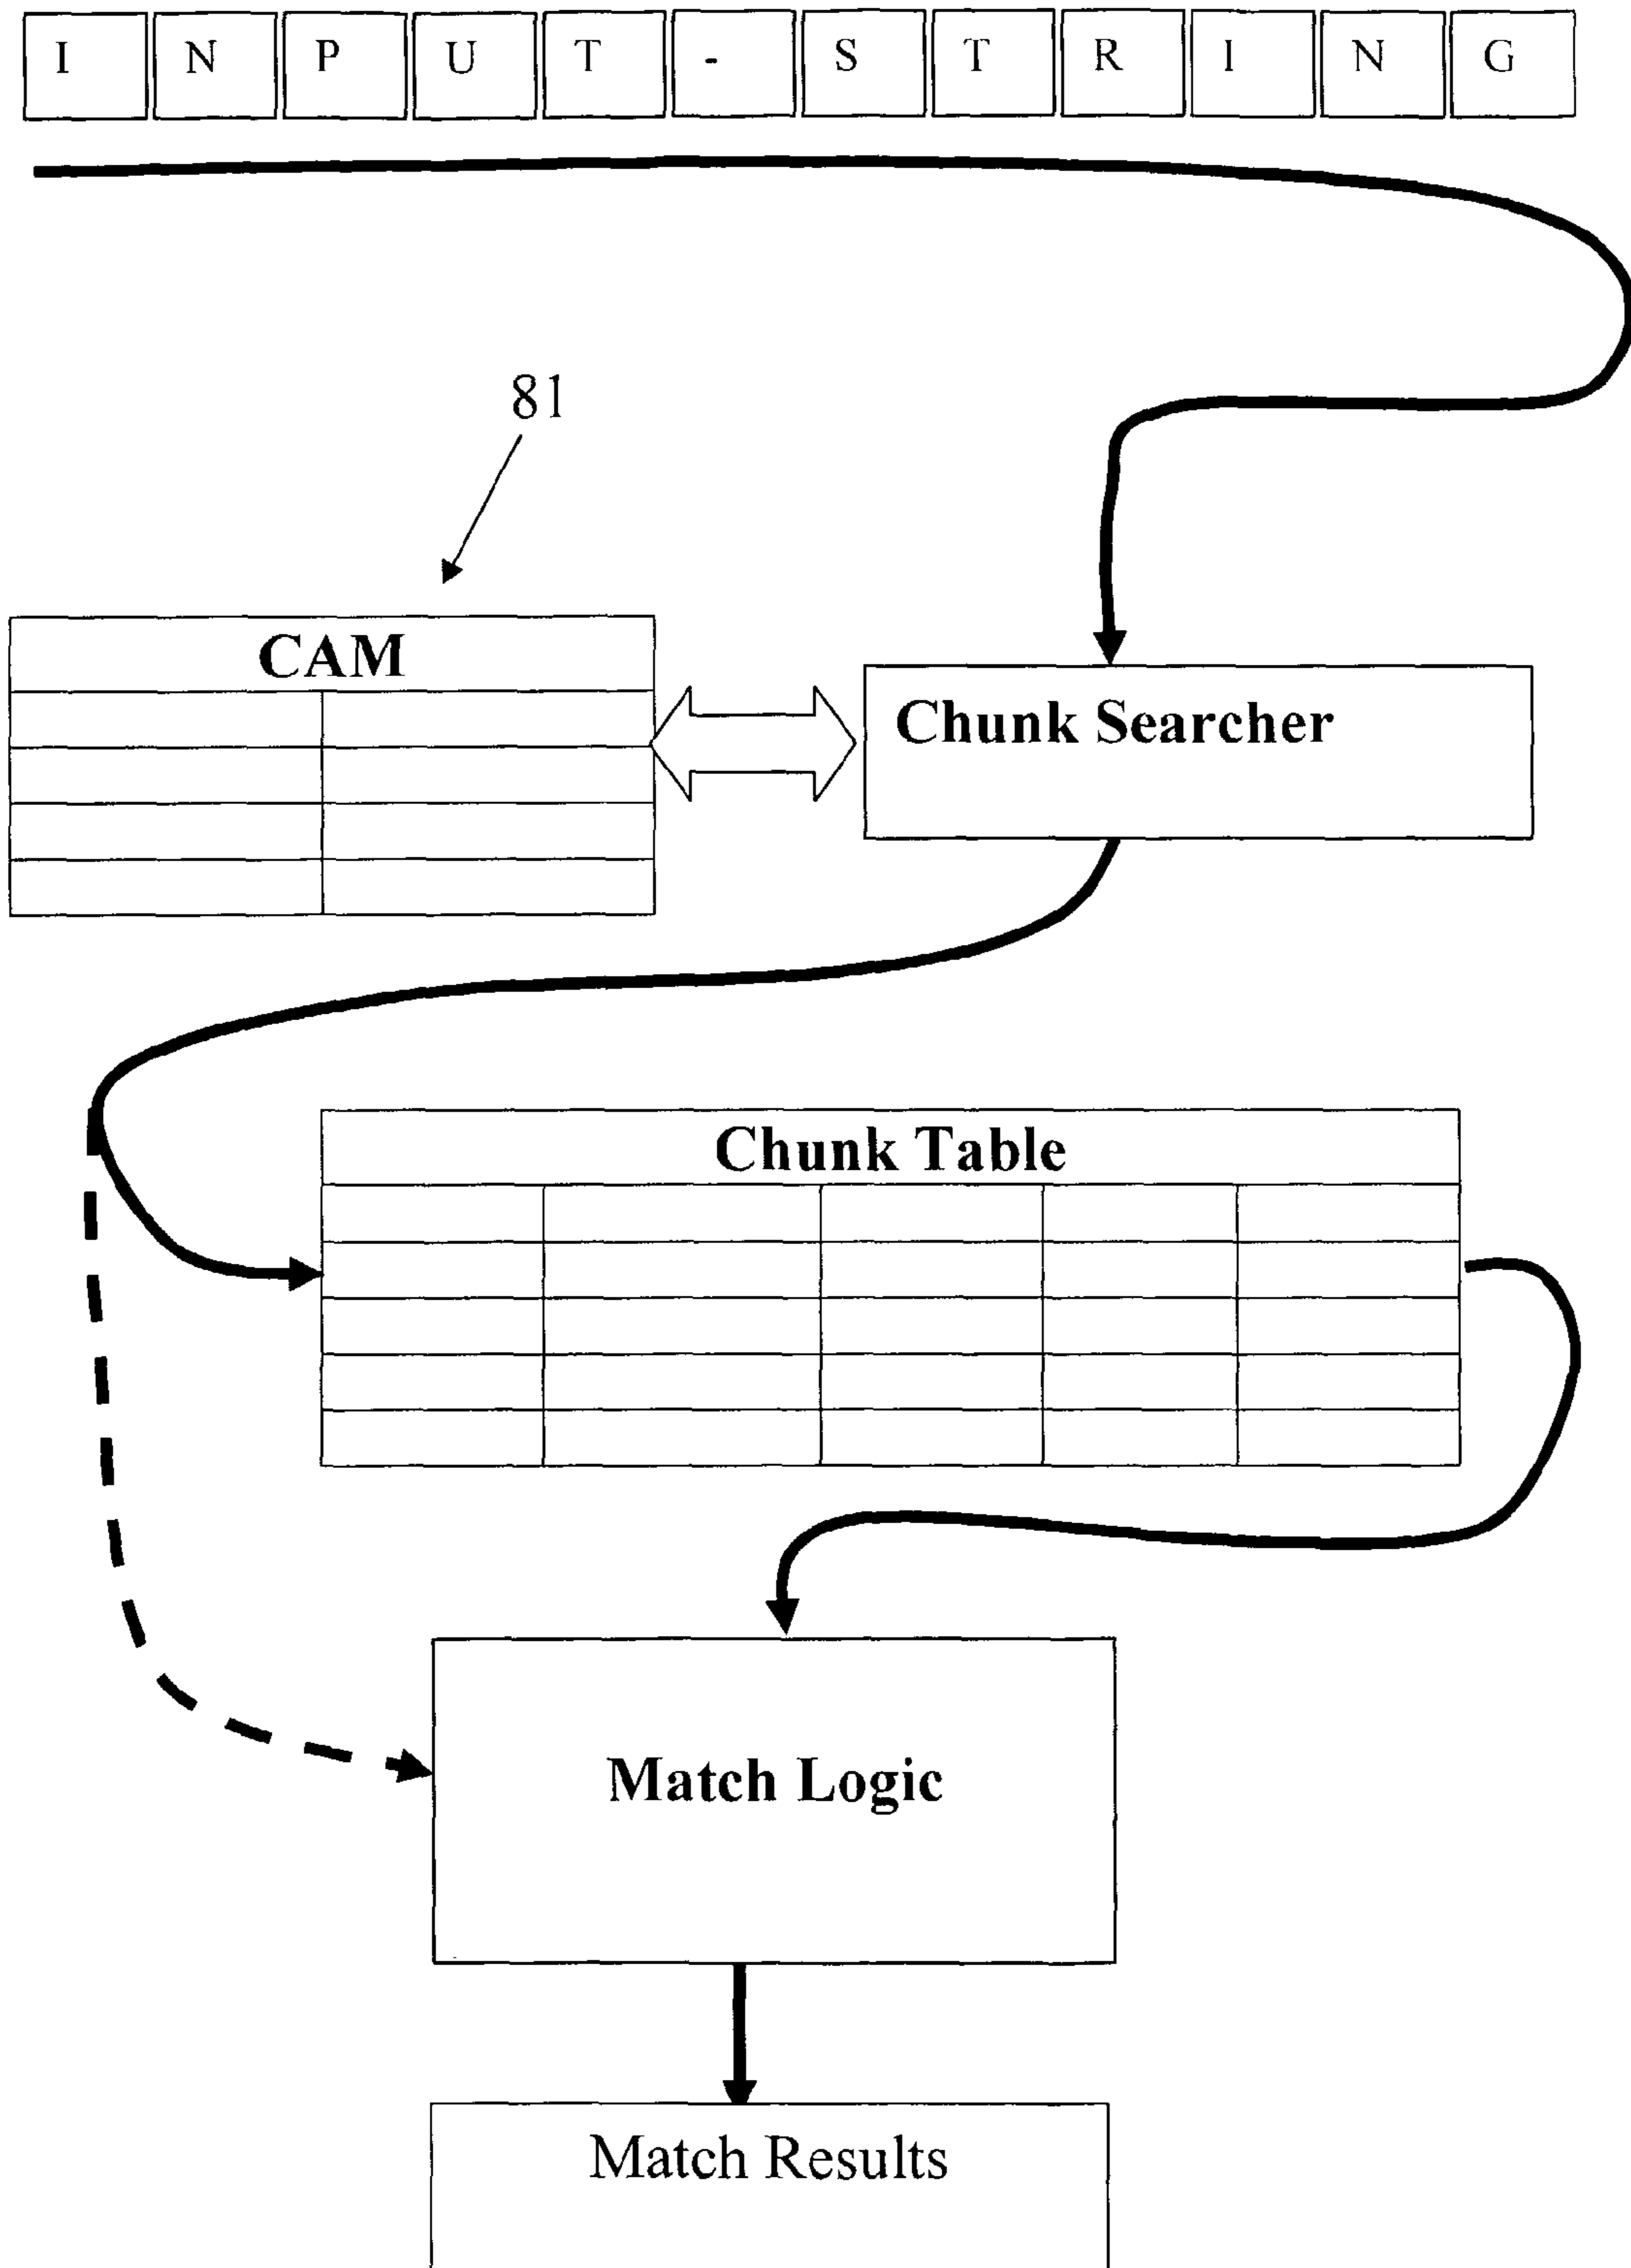 I N P U T - S T R I N G
81
CAM
Chunk Searcher
Chunk Table
Match Logic
Match Results